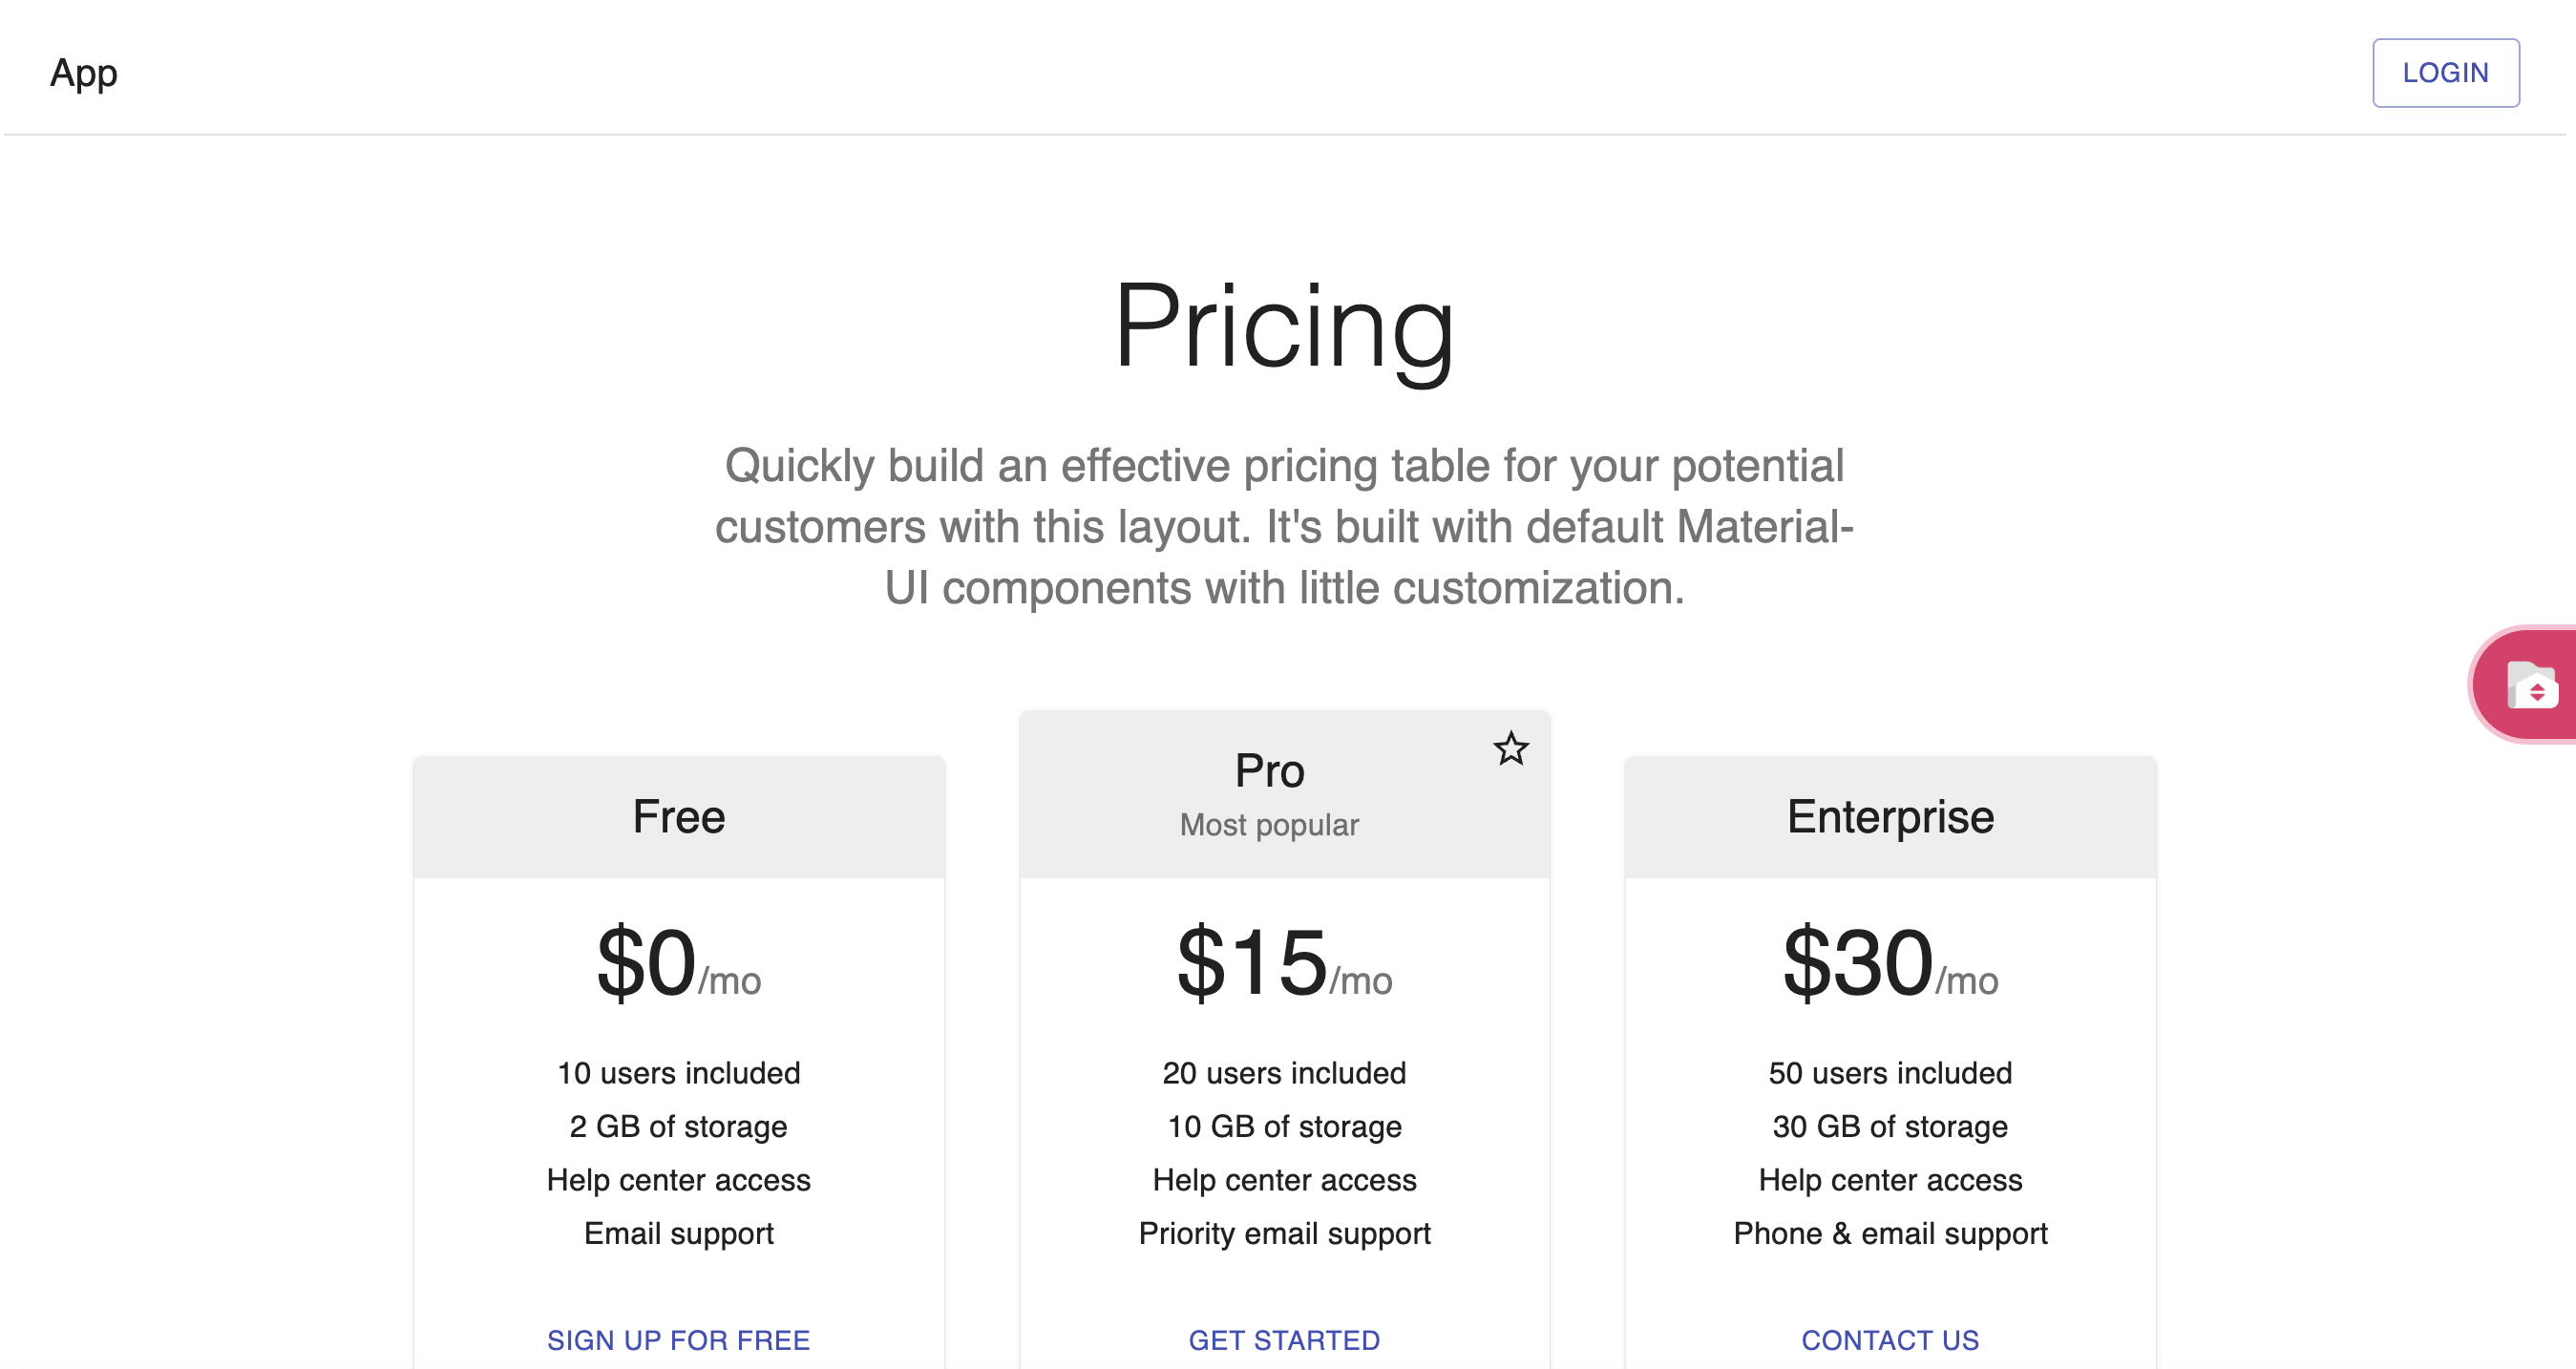 App
LOGIN
Pricing
Quickly build an effective pricing table for your potential
customers with this layout. It's built with default Material-
UI components with little customization.
Free
$0/mo
10 users included
2 GB of storage
Help center access
Email support
SIGN UP FOR FREE
Pro
Most popular
$15/mo
20 users included
10 GB of storage
Help center access
Priority email support
GET STARTED
Enterprise
$30/mo
50 users included
30 GB of storage
Help center access
Phone & email support
CONTACT US